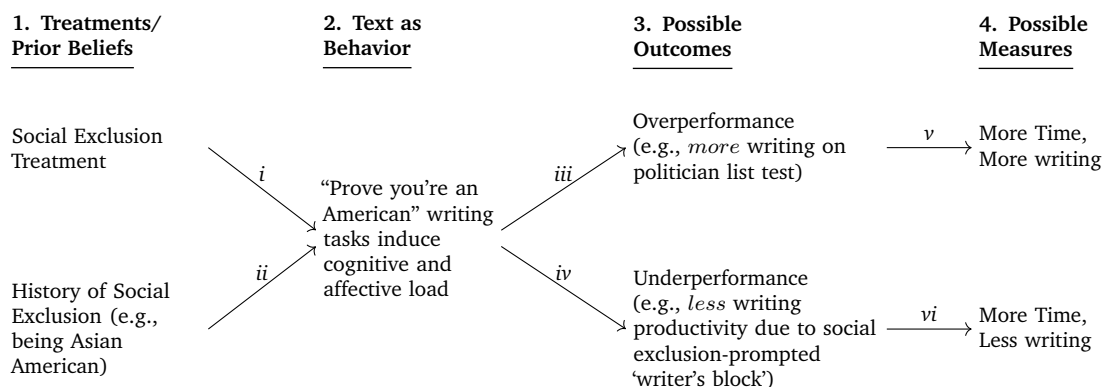 1. Treatments/
Prior Beliefs
2. Text as
Behavior
3. Possible
Outcomes
4. Possible
Measures
Social Exclusion
Treatment
i
History of Social
Exclusion (e.g.,
being Asian
American)
ii
“Prove you’re an
American” writing
tasks induce
cognitive and
affective load
iii
Overperformance
(e.g., more writing on
politician list test)
v
More Time,
More writing
iv
Underperformance
(e.g., less writing
productivity due to social
exclusion-prompted
‘writer’s block’)
vi
More Time,
Less writing